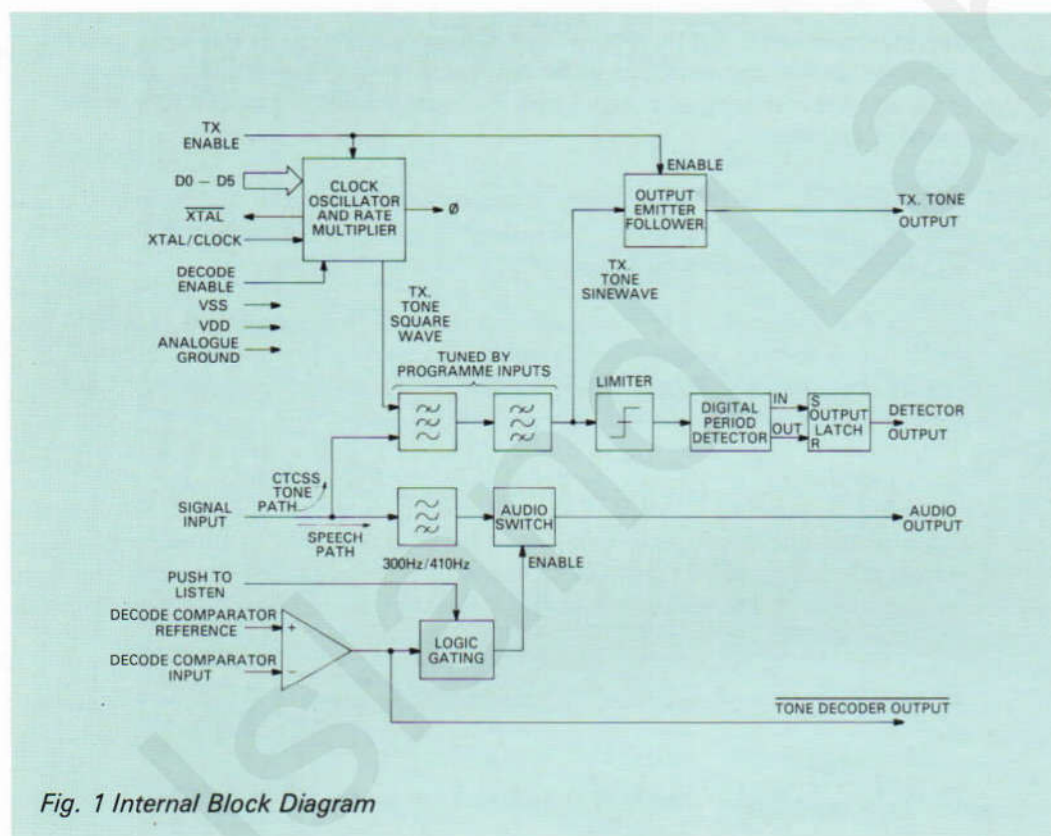 TX
ENABLE
D0 – D5
XTAL
XTAL/CLOCK
DECODE
ENABLE
VSS
VDD
ANALOGUE
GROUND
CLOCK
OSCILLATOR
AND RATE
MULTIPLIER
Ø
ENABLE
OUTPUT
EMITTER
FOLLOWER
TX. TONE
OUTPUT
TX.
TONE
SQUARE
WAVE
TX.
TONE
SINEWAVE
TUNED BY
PROGRAMME INPUTS
LIMITER
DIGITAL
PERIOD
DETECTOR
IN
OUT
S
OUTPUT
LATCH
R
DETECTOR
OUTPUT
CTCSS
TONE
PATH
SIGNAL
INPUT
SPEECH
PATH
300Hz/410Hz
AUDIO
SWITCH
ENABLE
AUDIO
OUTPUT
PUSH TO
LISTEN
DECODE COMPARATOR
REFERENCE
+
DECODE COMPARATOR
INPUT
−
LOGIC
GATING
TONE DECODER OUTPUT
Fig. 1 Internal Block Diagram
Island Lab